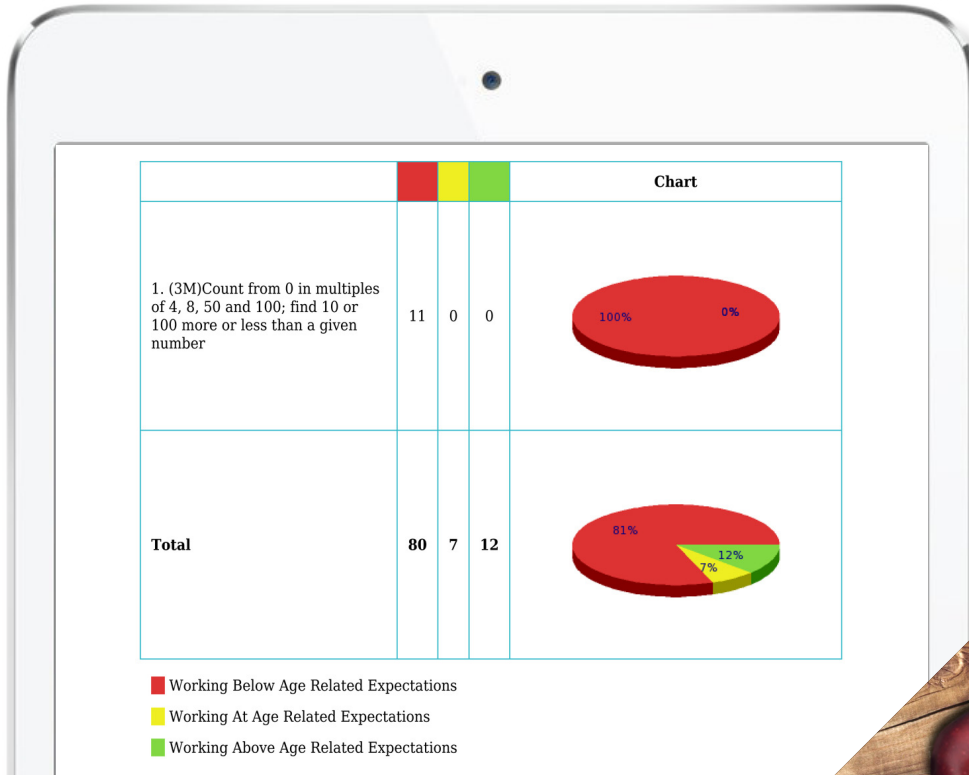 Chart
1. (3M)Count from 0 in multiples
of 4, 8, 50 and 100; find 10 or
100 more or less than a given
number
11 0 0
100% 0%
Total 80 7 12
81%
12%
7%
Working Below Age Related Expectations
Working At Age Related Expectations
Working Above Age Related Expectations